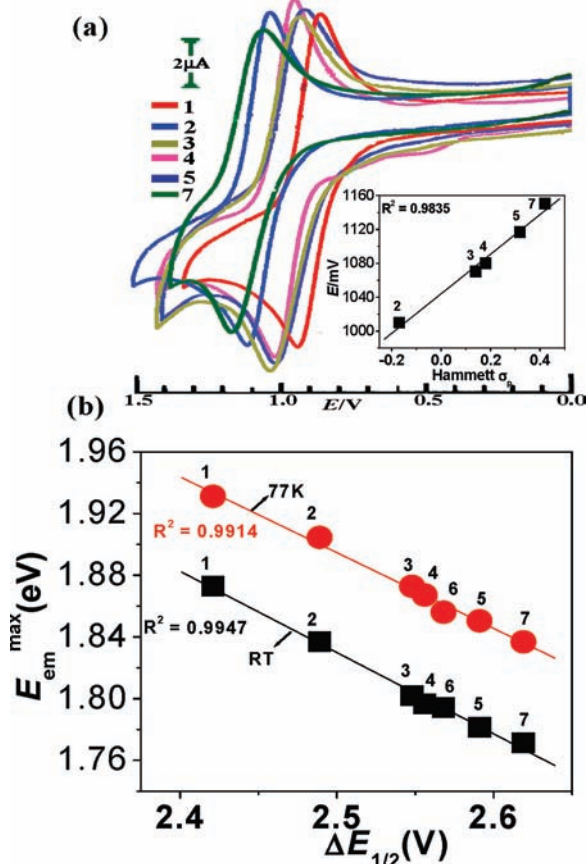 (a)
2μA
1
2
3
4
5
7
R² = 0.9835
1160
1120
1080
1040
1000
E/mV
2
3
4
5
7
-0.2 0.0 0.2 0.4
Hammett σp
1.5 1.0 0.5 0.0
E/V
(b)
1.96
1.92
1.88
1.84
1.80
1.76
E em max (eV)
1
77K
R² = 0.9914
2
3
4
6
5
7
1
R² = 0.9947
RT
2
3
4
6
5
7
2.4 2.5 2.6
ΔE1/2(V)